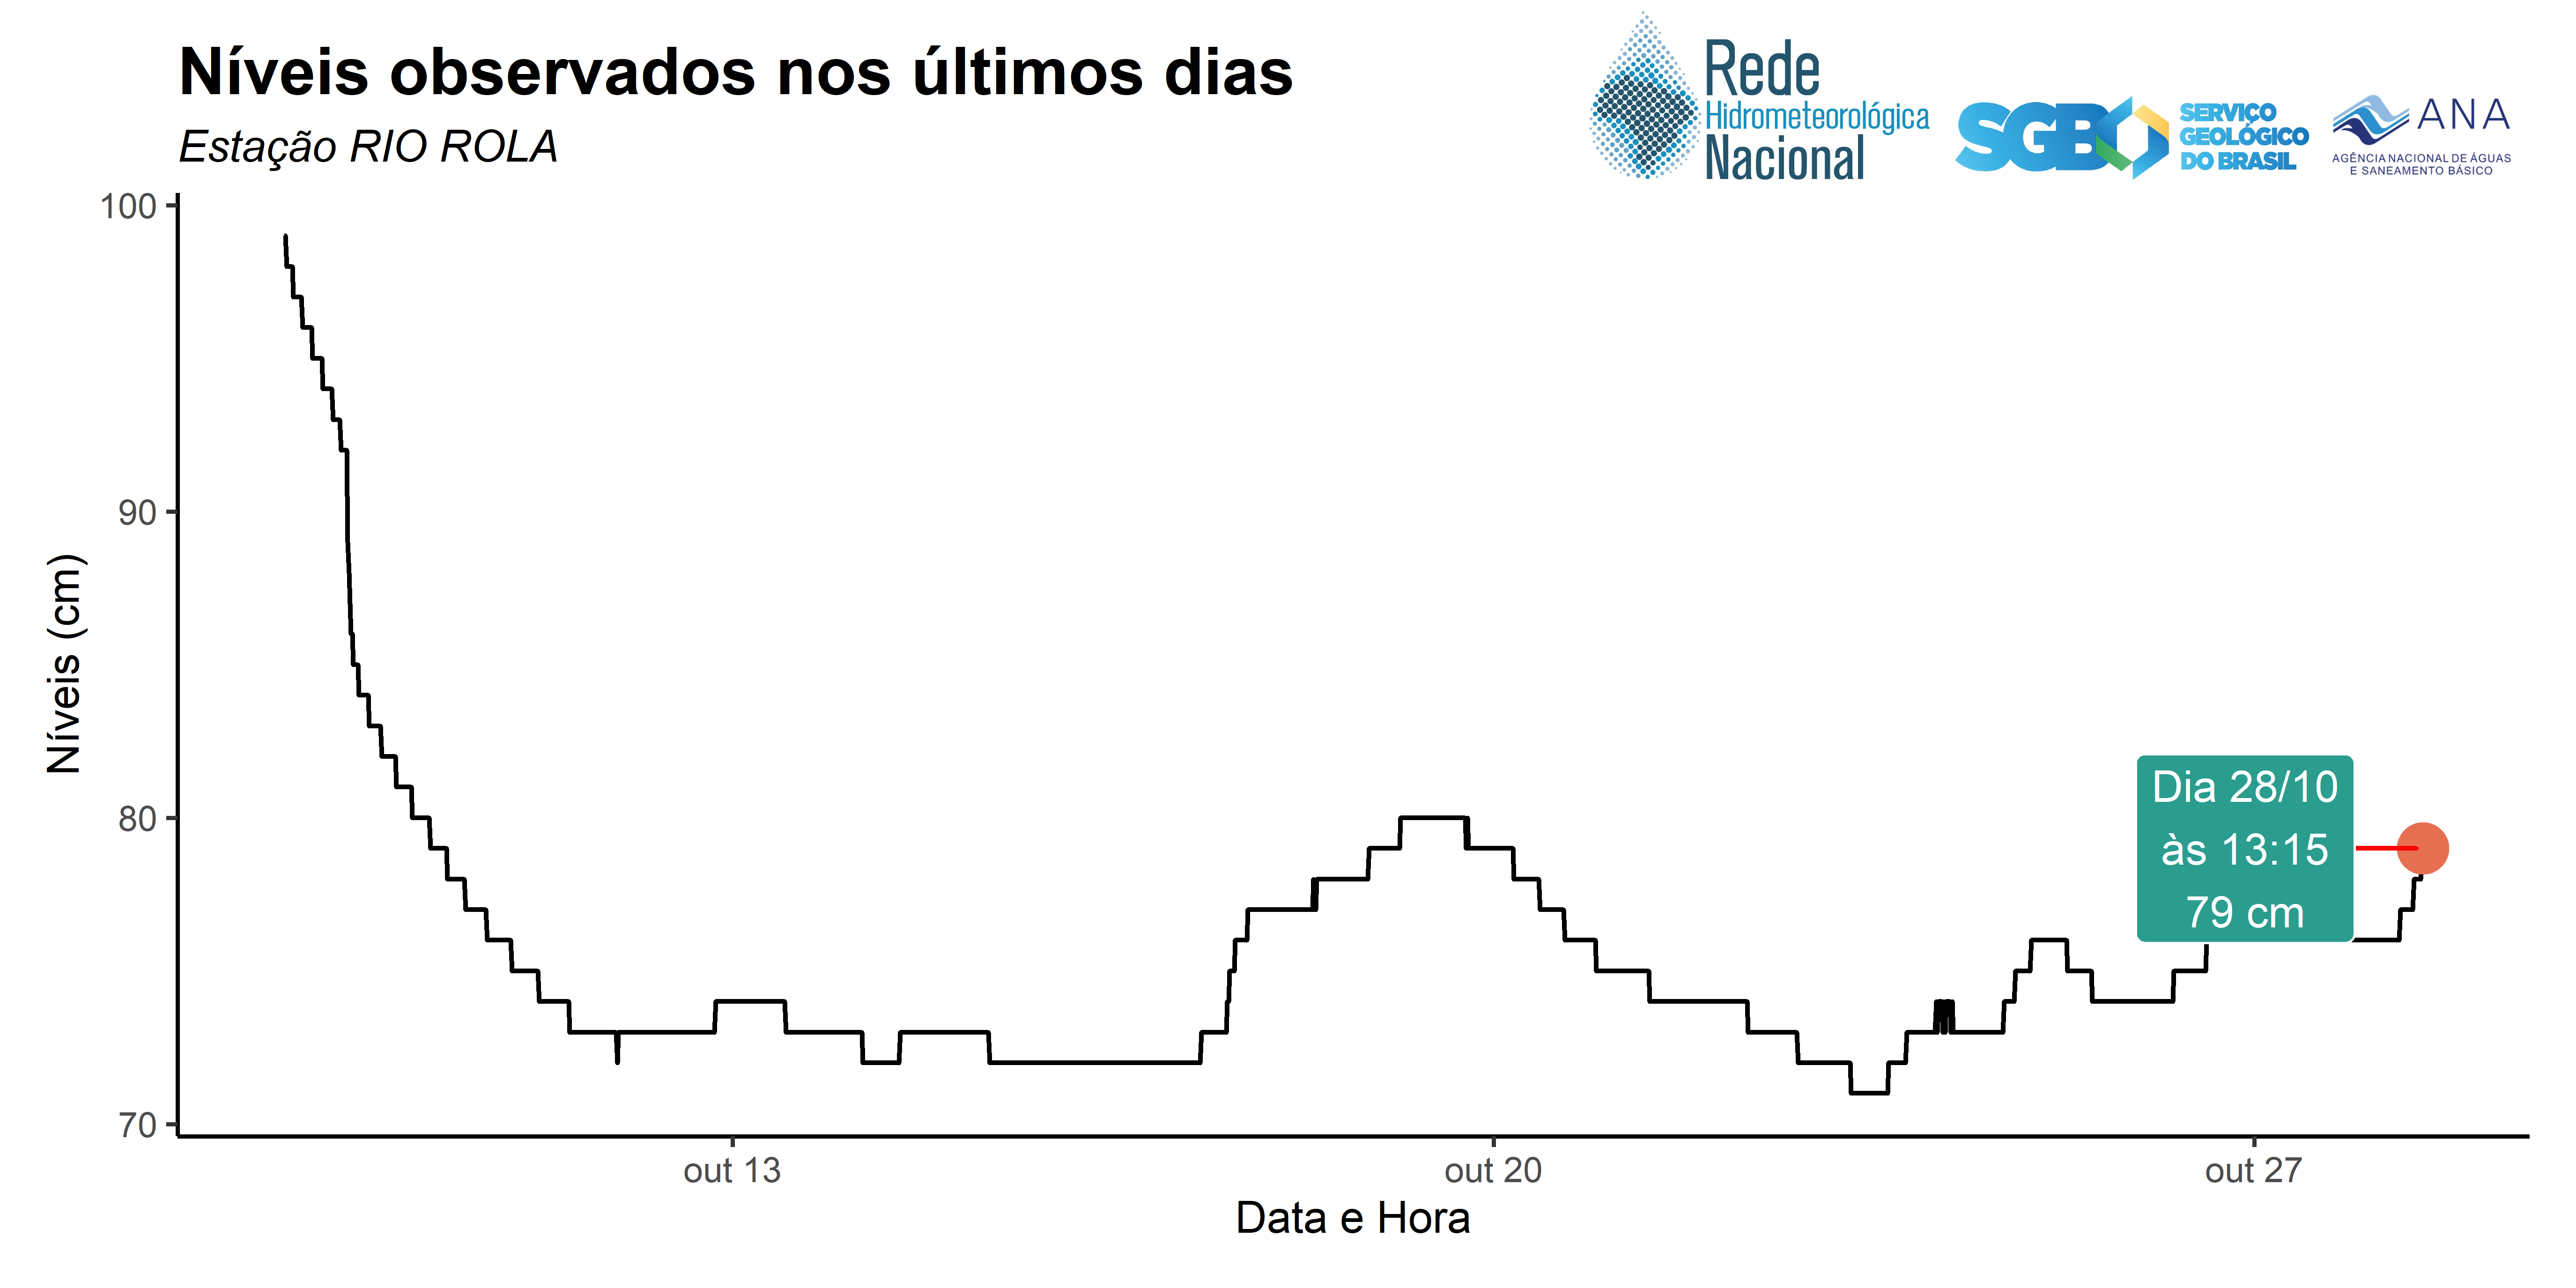 Níveis observados nos últimos dias
Estação RIO ROLA
Rede
Hidrometeorológica
Nacional
SGB
SERVIÇO
GEOLÓGICO
DO BRASIL
ANA
AGÊNCIA NACIONAL DE ÁGUAS
E SANEAMENTO BÁSICO
100
90
80
70
Níveis (cm)
Dia 28/10
às 13:15
79 cm
out 13
out 20
out 27
Data e Hora